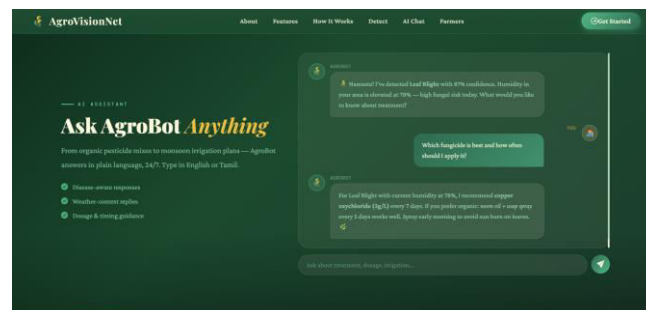 AgroVisionNet
About Features How It Works Detect AI Chat Farmers
Get Started
AI ASSISTANT
Ask AgroBot Anything
From organic pesticide mixes to monsoon irrigation plans — AgroBot
answers in plain language, 24/7. Type in English or Tamil.
Disease-aware responses
Weather-context replies
Dosage & timing guidance
AGROBOT
I've detected Leaf Blight with 87% confidence. Humidity in
your area is elevated at 78% — high fungal risk today. What would you like
to know about treatment?
YOU
Which fungicide is best and how often
should I apply it?
AGROBOT
For Leaf Blight with current humidity at 78%, I recommend copper
oxychloride (3g/L) every 7 days. If you prefer organic: neem oil + soap spray
every 5 days works well. Spray early morning to avoid sun burn on leaves.
Ask about treatment, dosage, irrigation...